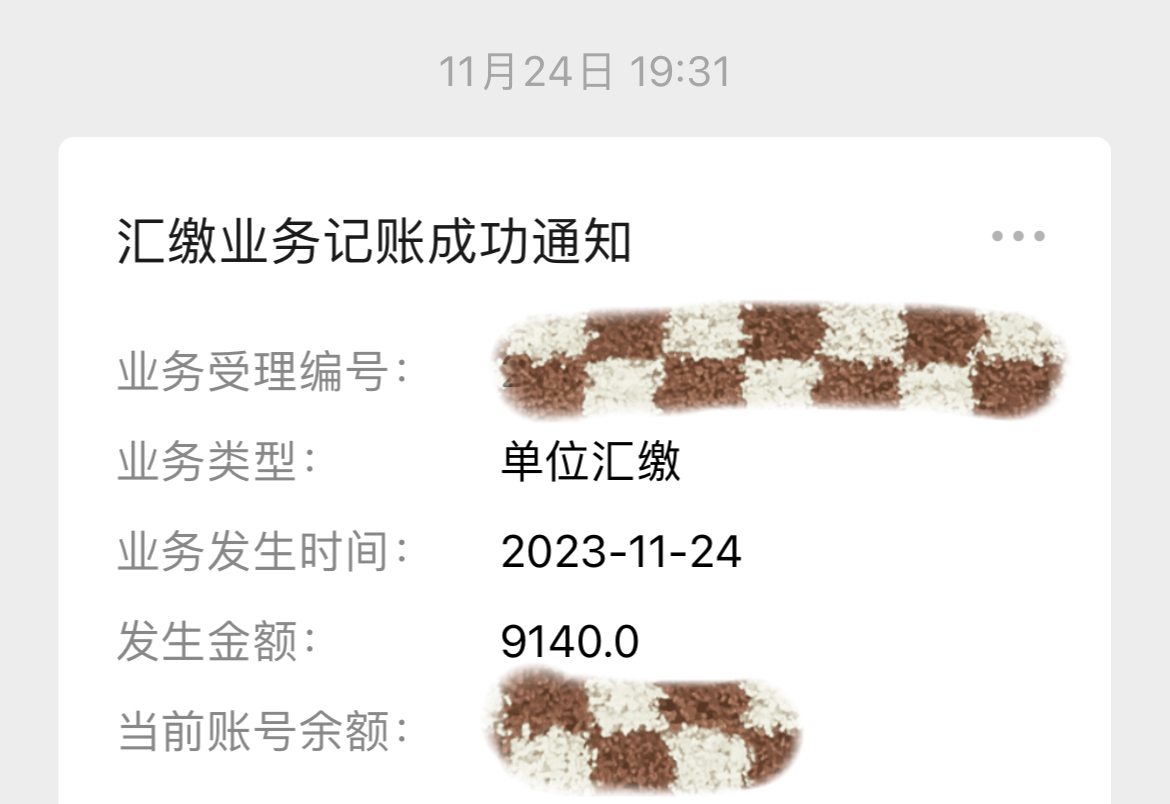 11月24日 19:31
汇缴业务记账成功通知
业务受理编号：
业务类型： 单位汇缴
业务发生时间： 2023-11-24
发生金额： 9140.0
当前账号余额：